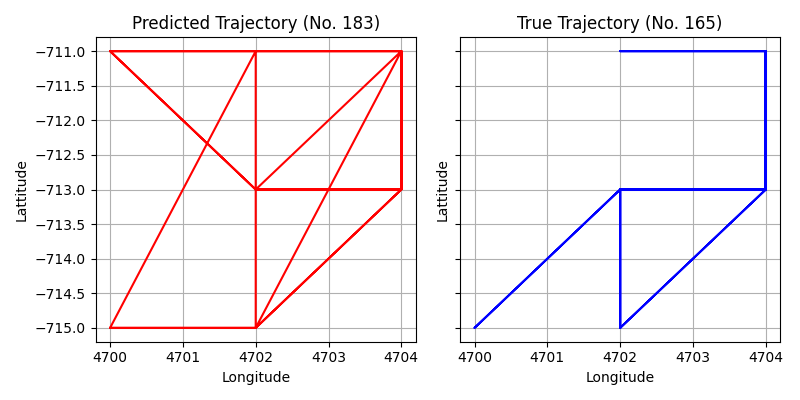 Predicted Trajectory (No. 183)
−711.0
−711.5
−712.0
−712.5
−713.0
−713.5
−714.0
−714.5
−715.0
Lattitude
4700 4701 4702 4703 4704
Longitude
True Trajectory (No. 165)
Lattitude
4700 4701 4702 4703 4704
Longitude